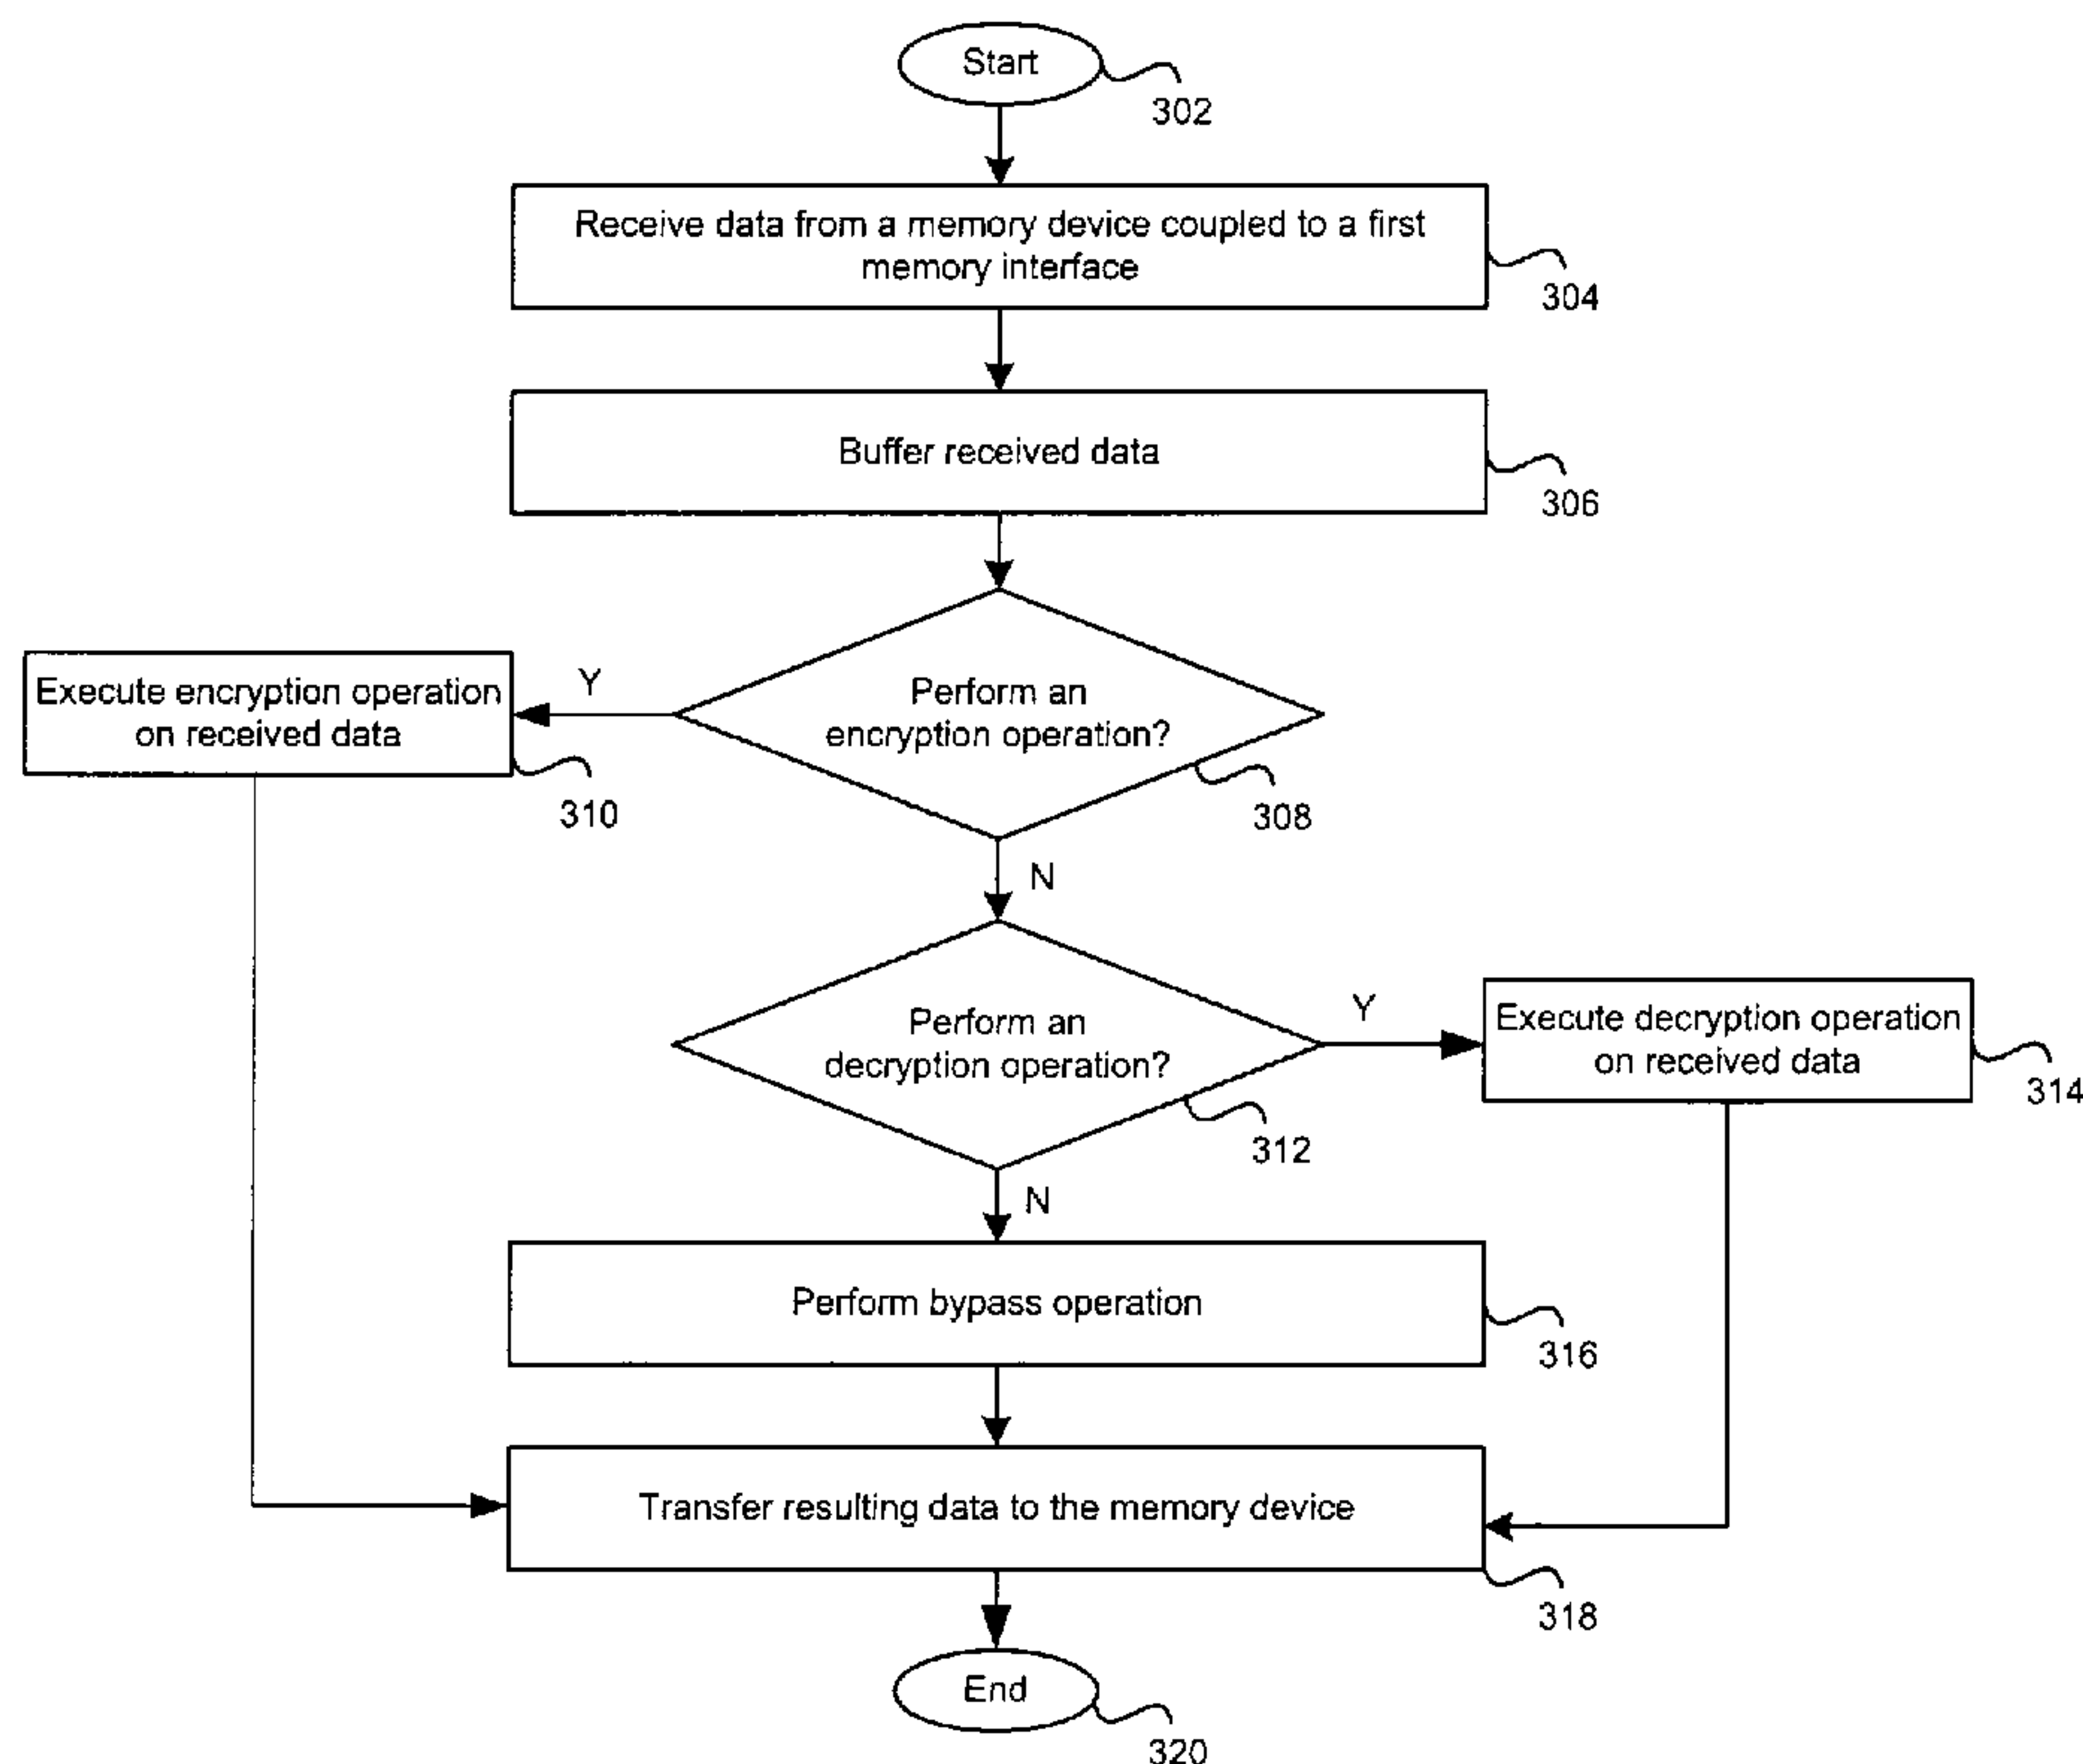 Start
302
Receive data from a memory device coupled to a first
memory interface
304
Buffer received data
306
Perform an
encryption operation?
308
Y
Execute encryption operation
on received data
310
N
Perform an
decryption operation?
312
Y
Execute decryption operation
on received data
314
N
Perform bypass operation
316
Transfer resulting data to the memory device
318
End
320